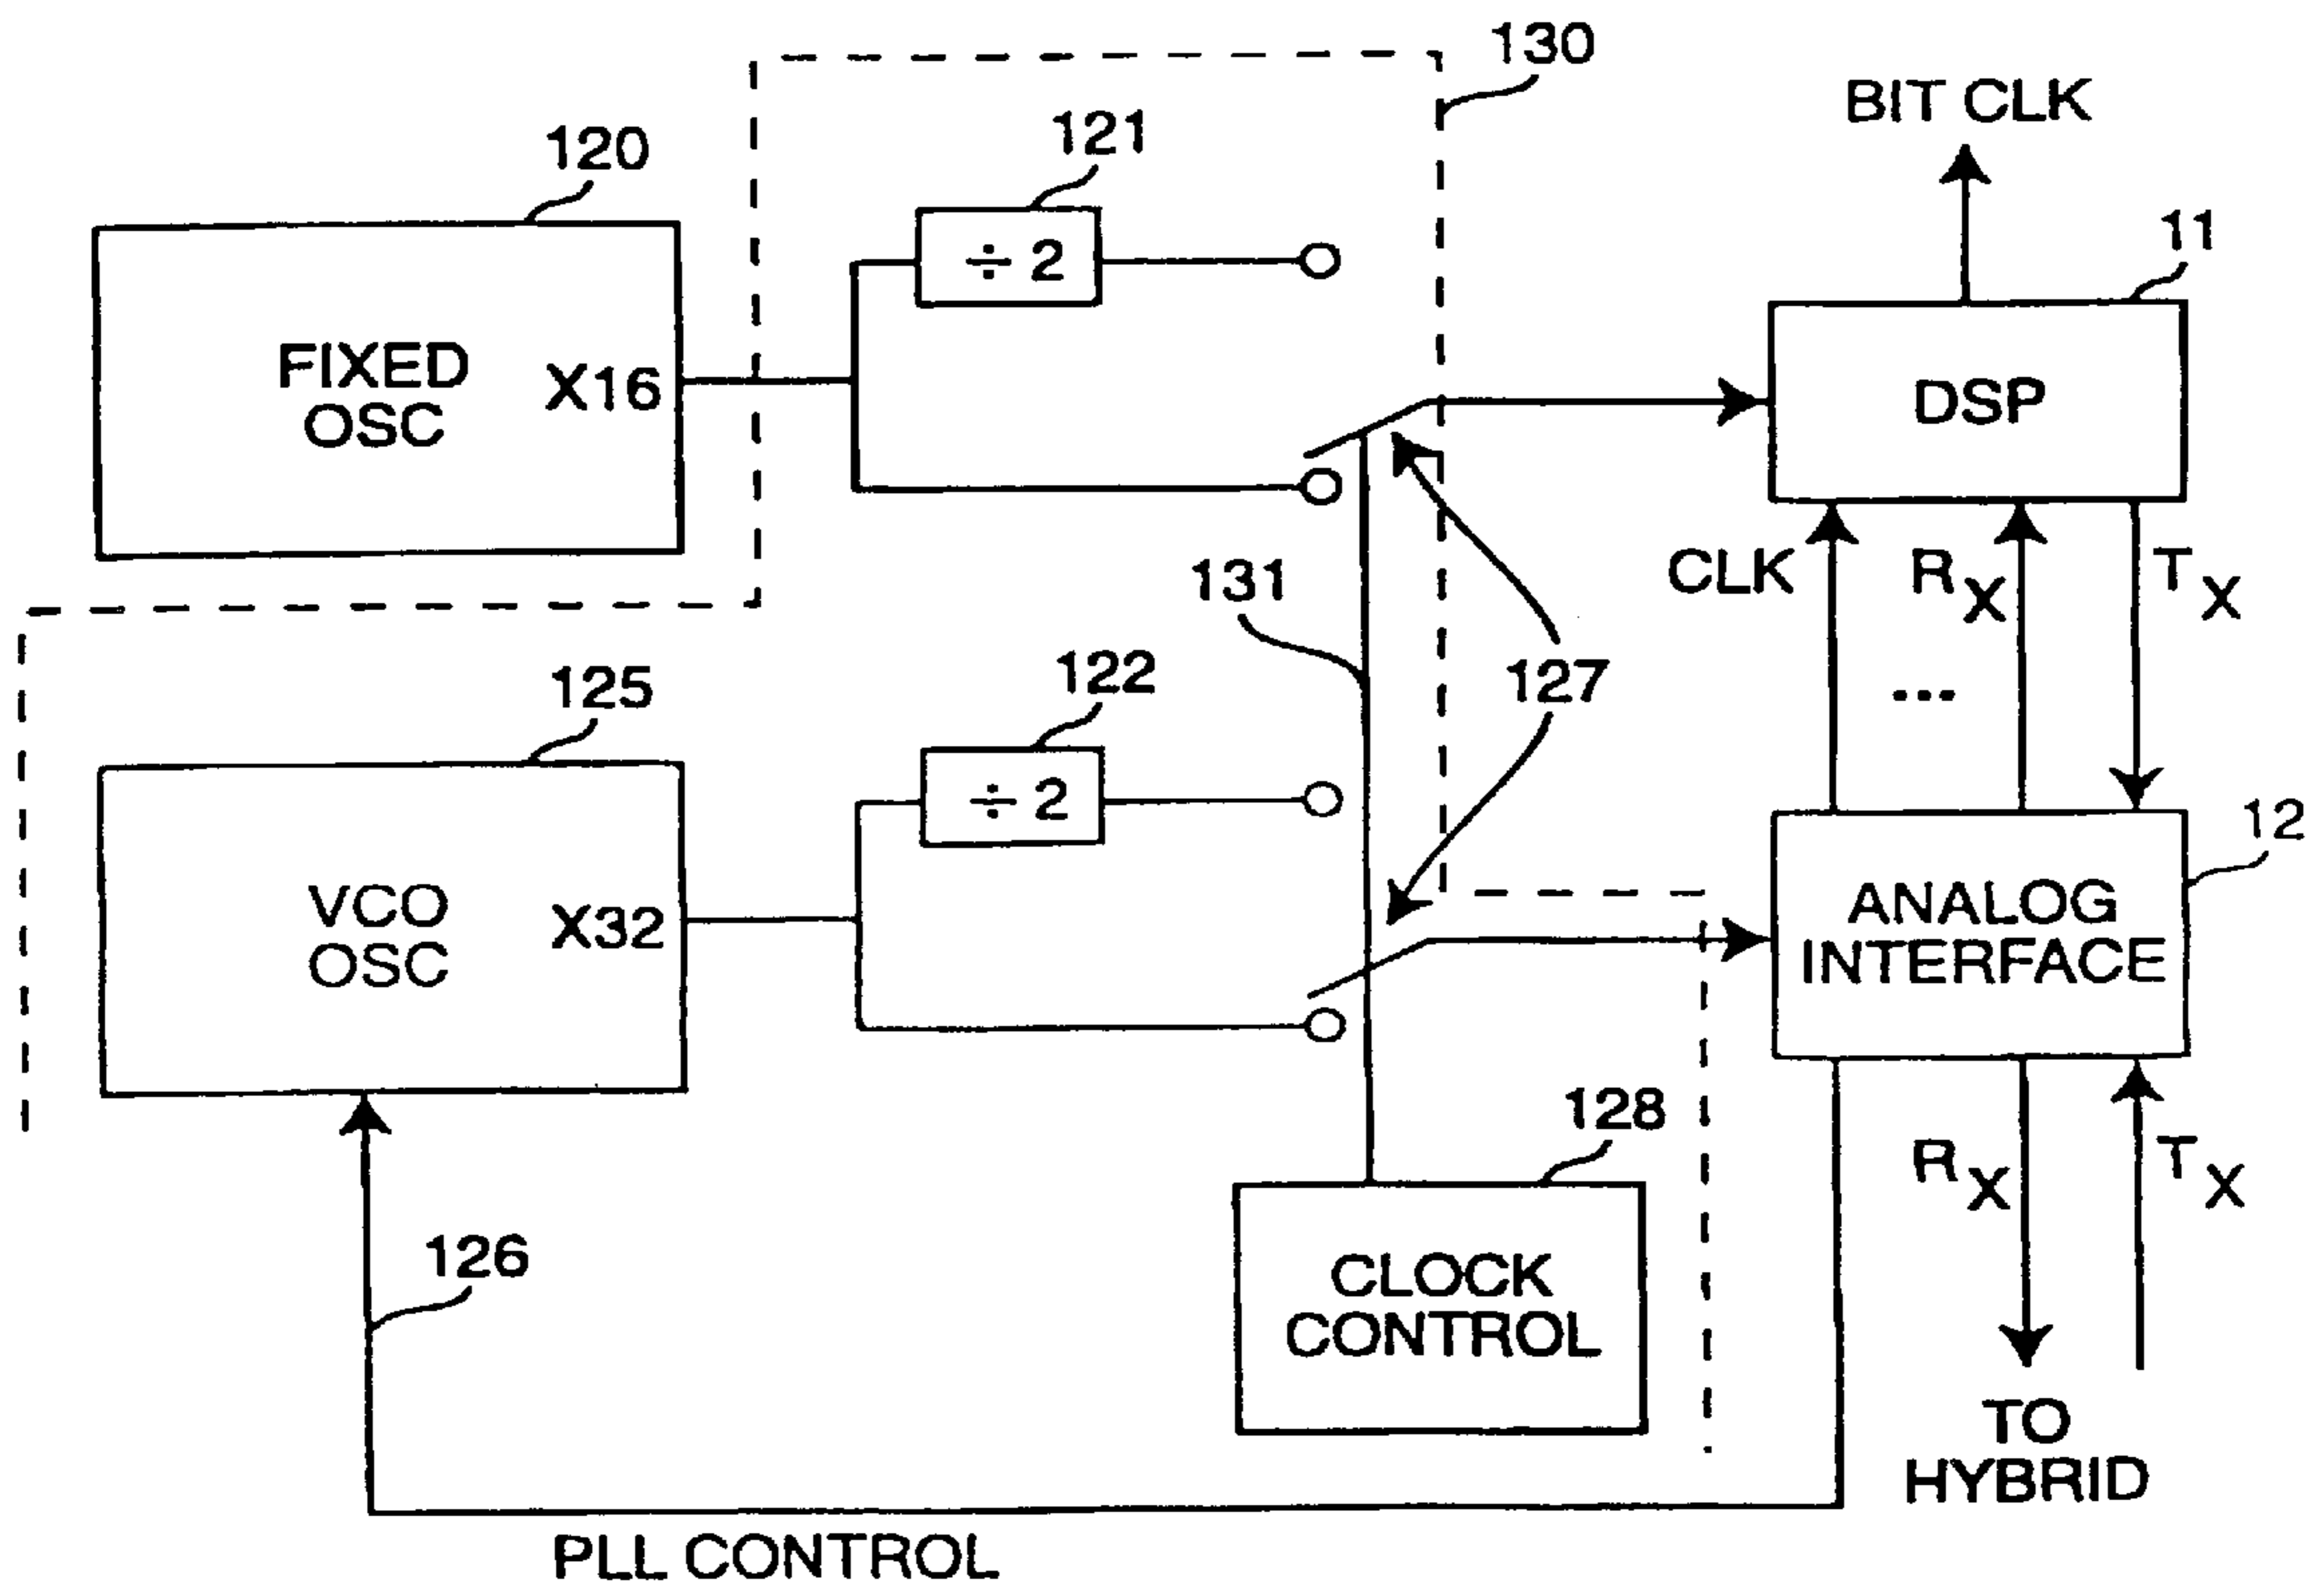 130
BIT CLK
120
121
÷ 2
11
FIXED
OSC
X16
DSP
131
CLK
RX
TX
127
...
125
122
÷ 2
12
VCO
OSC
X32
ANALOG
INTERFACE
128
RX
TX
126
CLOCK
CONTROL
TO
HYBRID
PLL CONTROL